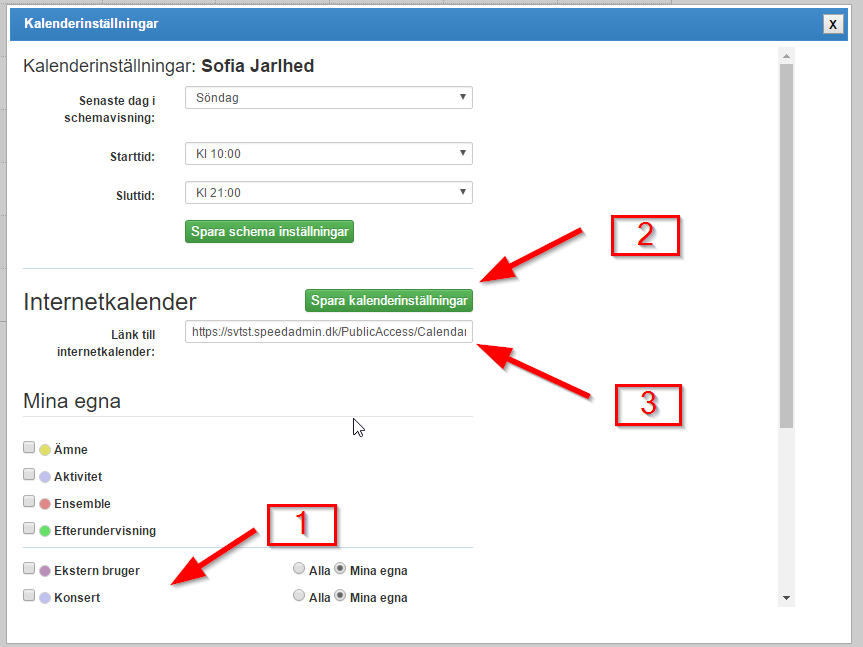 Kalenderinställningar
X
Kalenderinställningar: Sofia Jarlhed
Senaste dag i schemavisning:
Söndag
Starttid:
Kl 10:00
Sluttid:
Kl 21:00
Spara schema inställningar
2
Internetkalender
Spara kalenderinställningar
Länk till internetkalender:
https://svtst.speedadmin.dk/PublicAccess/Calendar
3
Mina egna
Ämne
Aktivitet
Ensemble
1
Efterundervisning
Ekstern bruger Alla Mina egna
Konsert Alla Mina egna